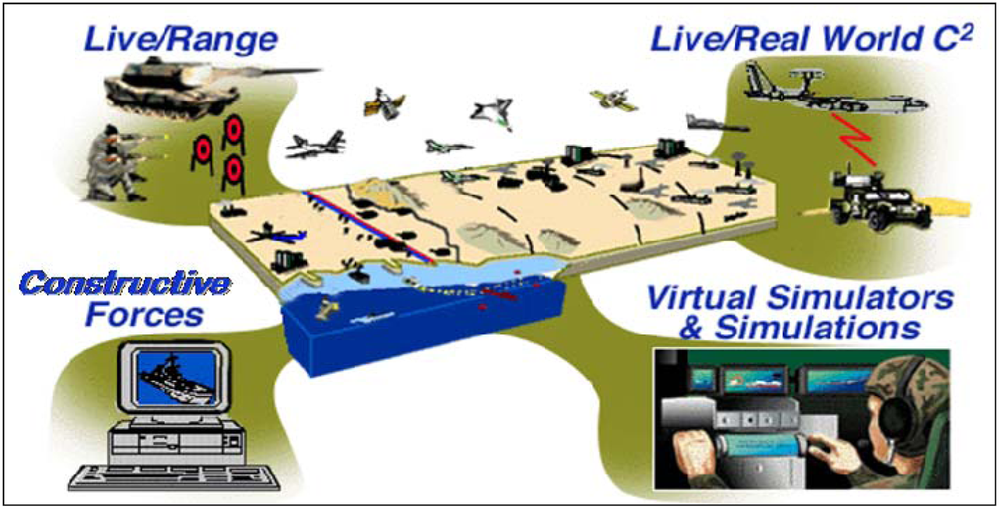 Live/Range
Live/Real World C²
Constructive
Forces
Virtual Simulators
& Simulations